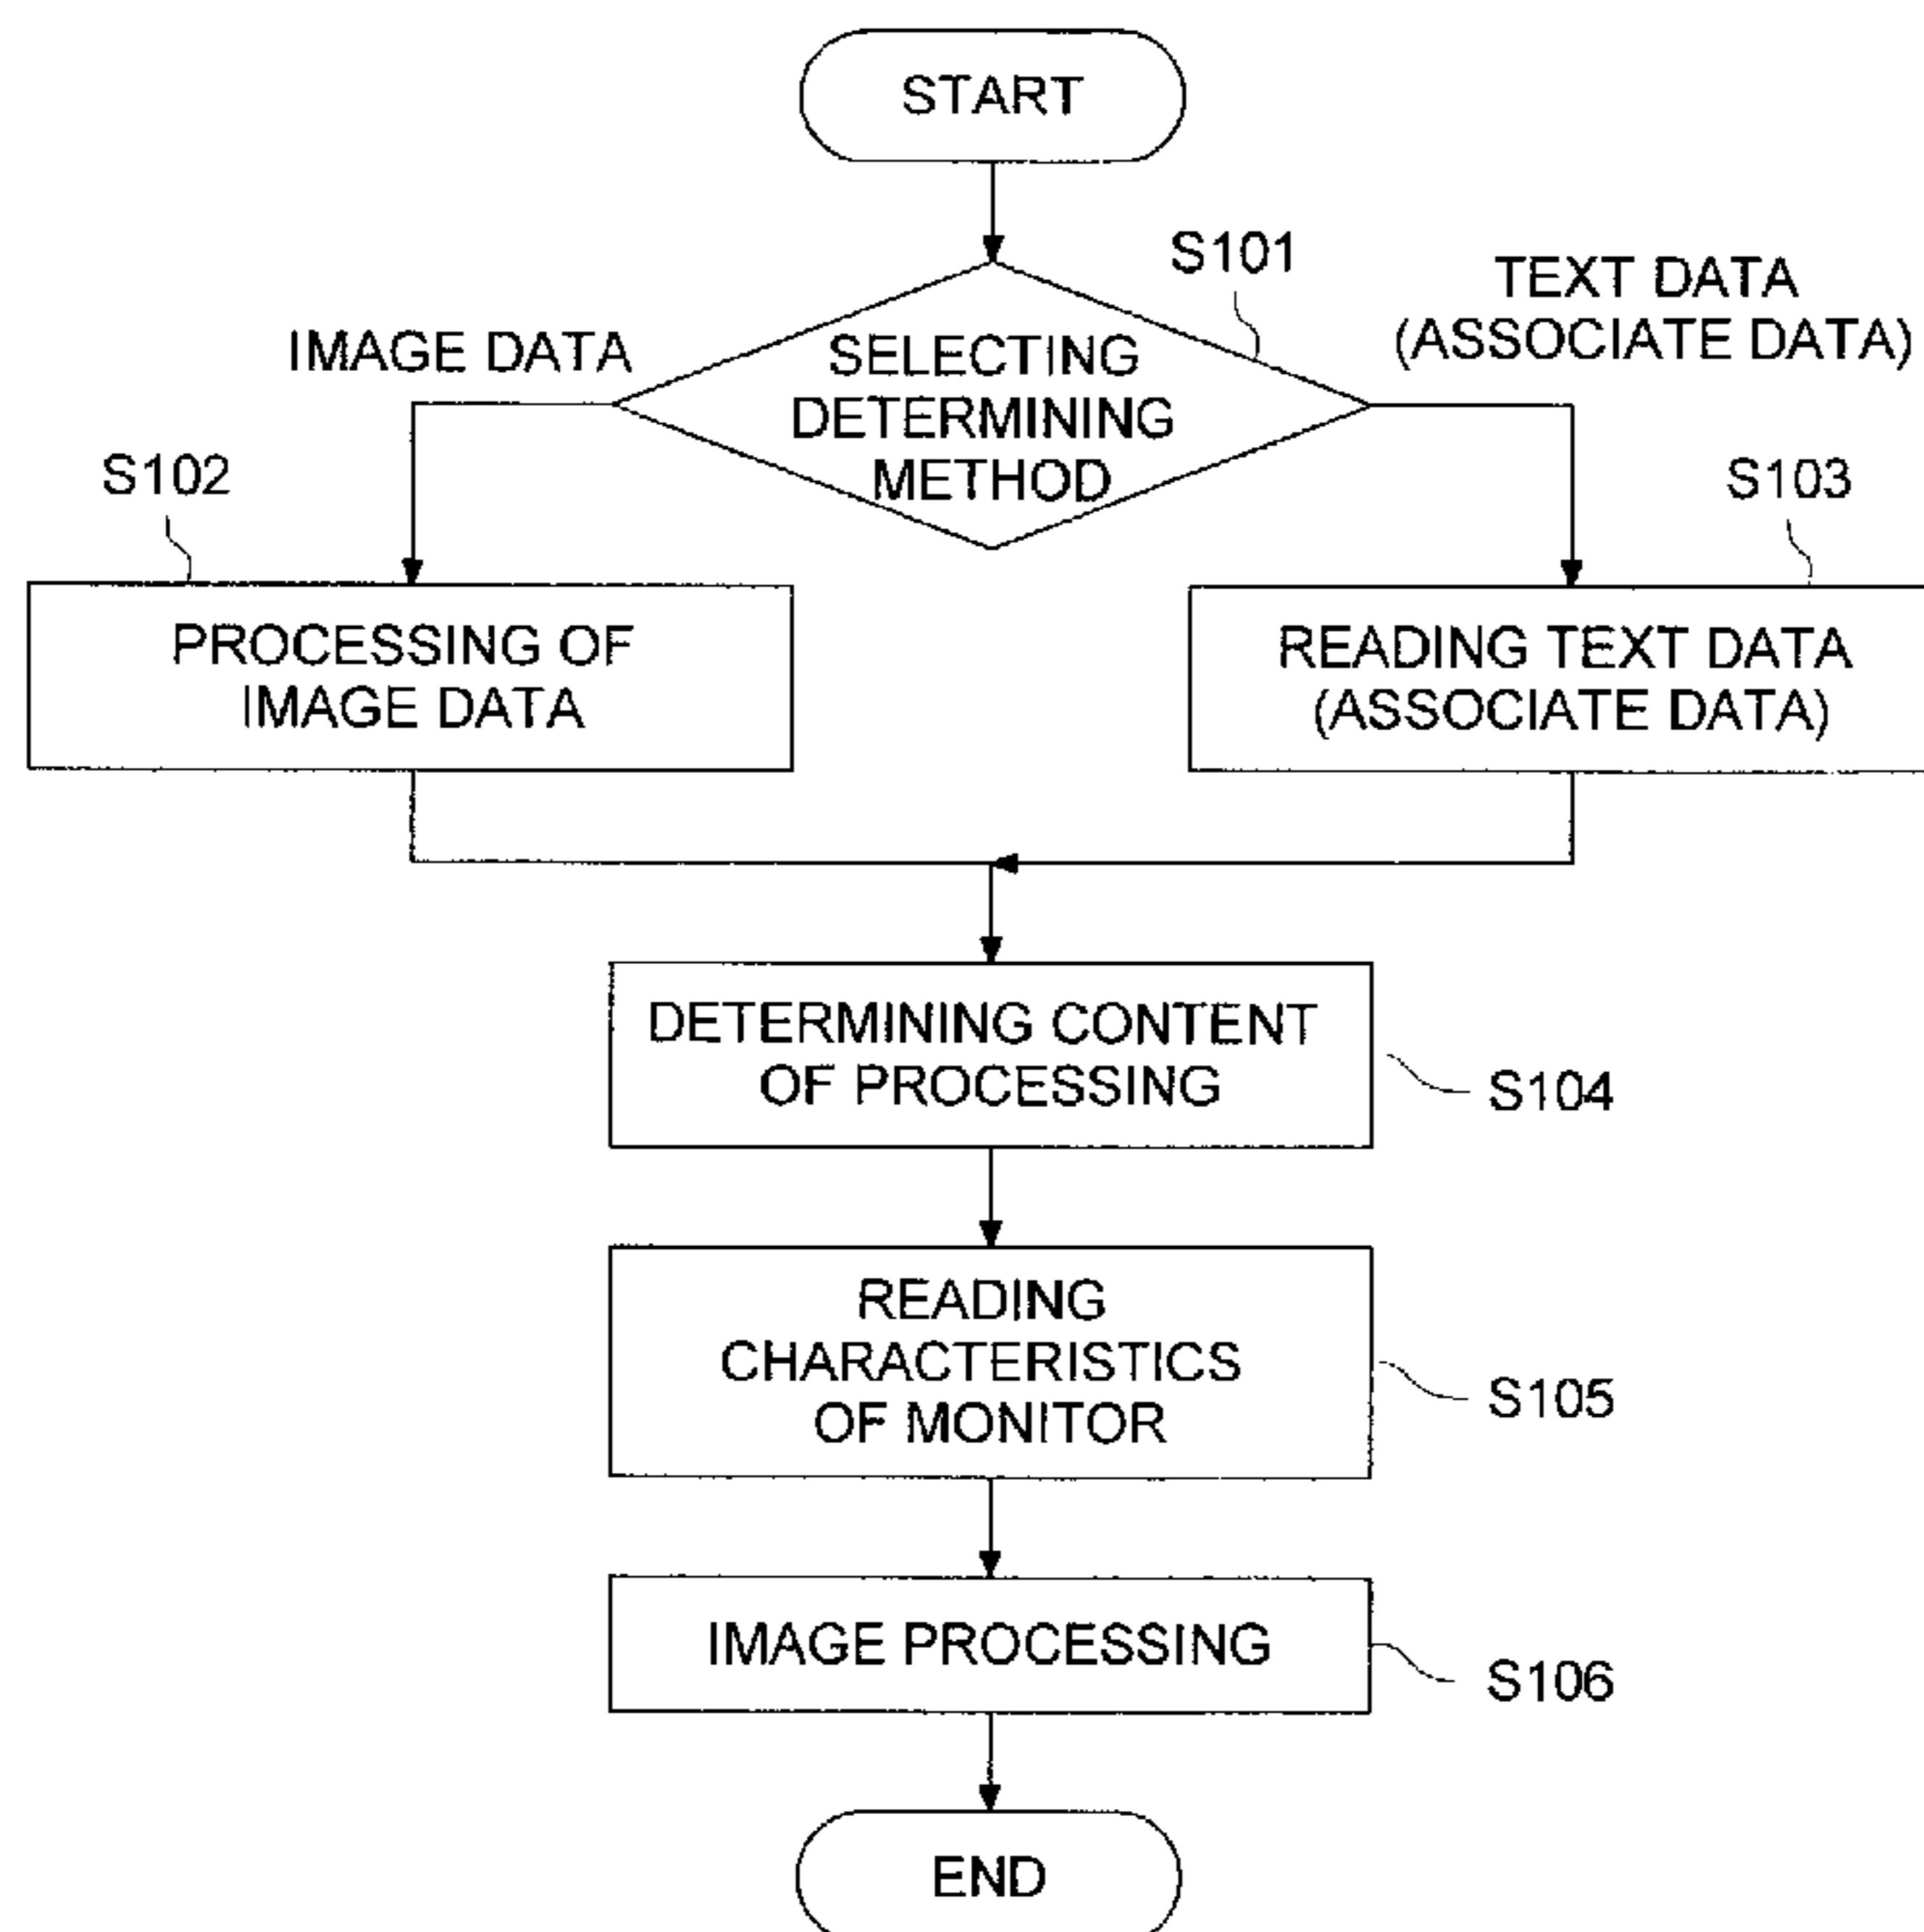 START
S101
TEXT DATA
(ASSOCIATE DATA)
IMAGE DATA
SELECTING
DETERMINING
METHOD
S102
S103
PROCESSING OF
IMAGE DATA
READING TEXT DATA
(ASSOCIATE DATA)
DETERMINING CONTENT
OF PROCESSING
S104
READING
CHARACTERISTICS
OF MONITOR
S105
IMAGE PROCESSING
S106
END